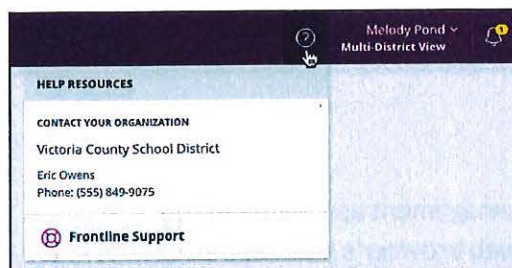 ?
Melody Pond
Multi-District View
1
HELP RESOURCES
CONTACT YOUR ORGANIZATION
Victoria County School District
Eric Owens
Phone: (555) 849-9075
Frontline Support